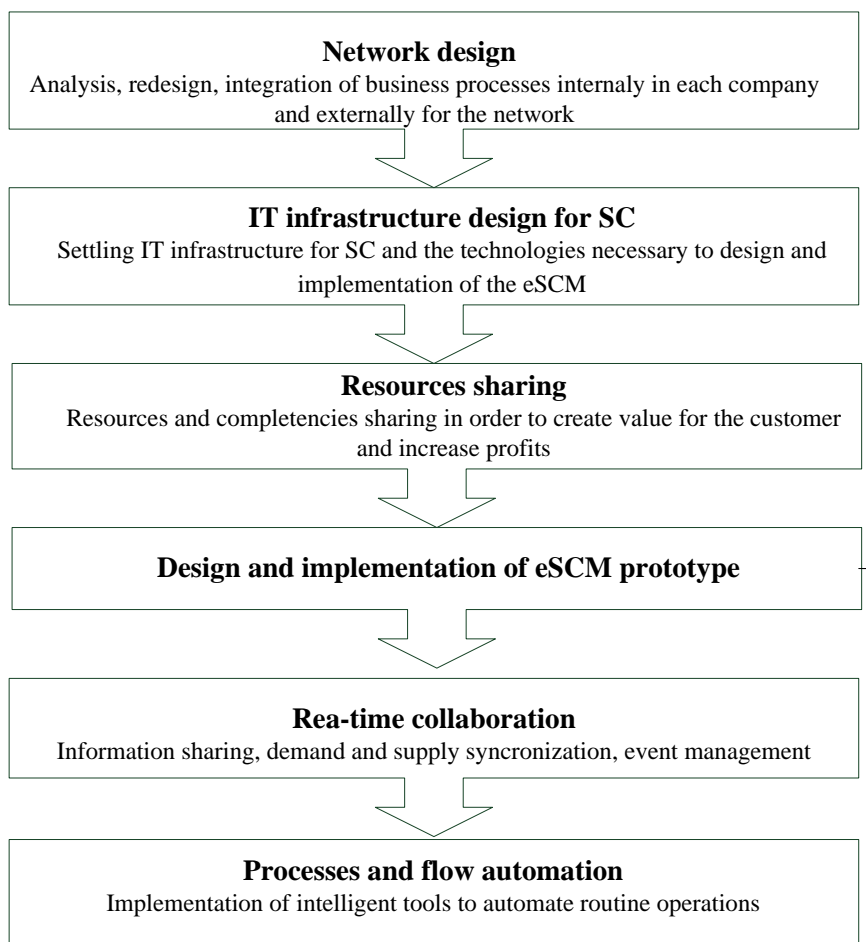 Network design
Analysis, redesign, integration of business processes internaly in each company
and externally for the network
IT infrastructure design for SC
Settling IT infrastructure for SC and the technologies necessary to design and
implementation of the eSCM
Resources sharing
Resources and completencies sharing in order to create value for the customer
and increase profits
Design and implementation of eSCM prototype
Rea-time collaboration
Information sharing, demand and supply syncronization, event management
Processes and flow automation
Implementation of intelligent tools to automate routine operations